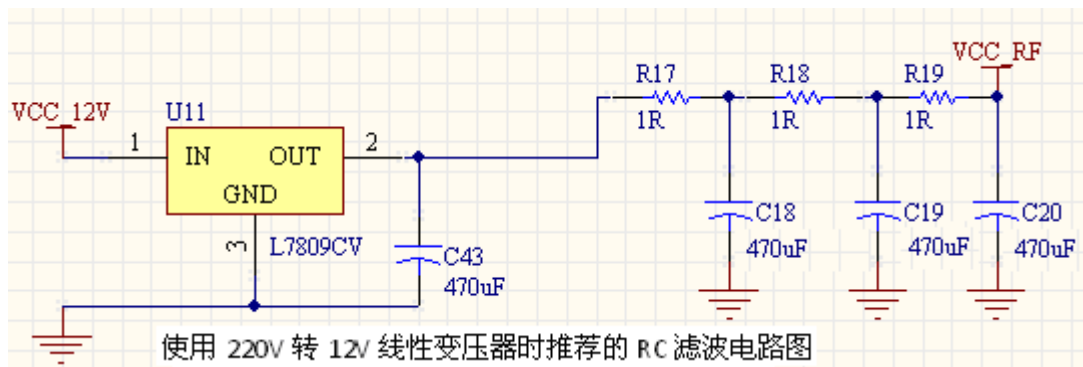 VCC_RF
R17
R18
R19
1R
1R
1R
VCC_12V
U11
1
IN
OUT
2
GND
3
L7809CV
C43
470uF
C18
470uF
C19
470uF
C20
470uF
使用 220V 转 12V 线性变压器时推荐的 RC 滤波电路图